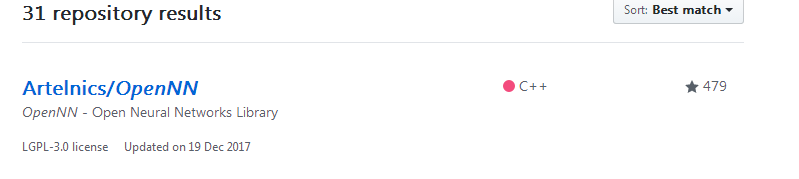 31 repository results
Sort: Best match
Artelnics/OpenNN
C++
479
OpenNN - Open Neural Networks Library
LGPL-3.0 license Updated on 19 Dec 2017